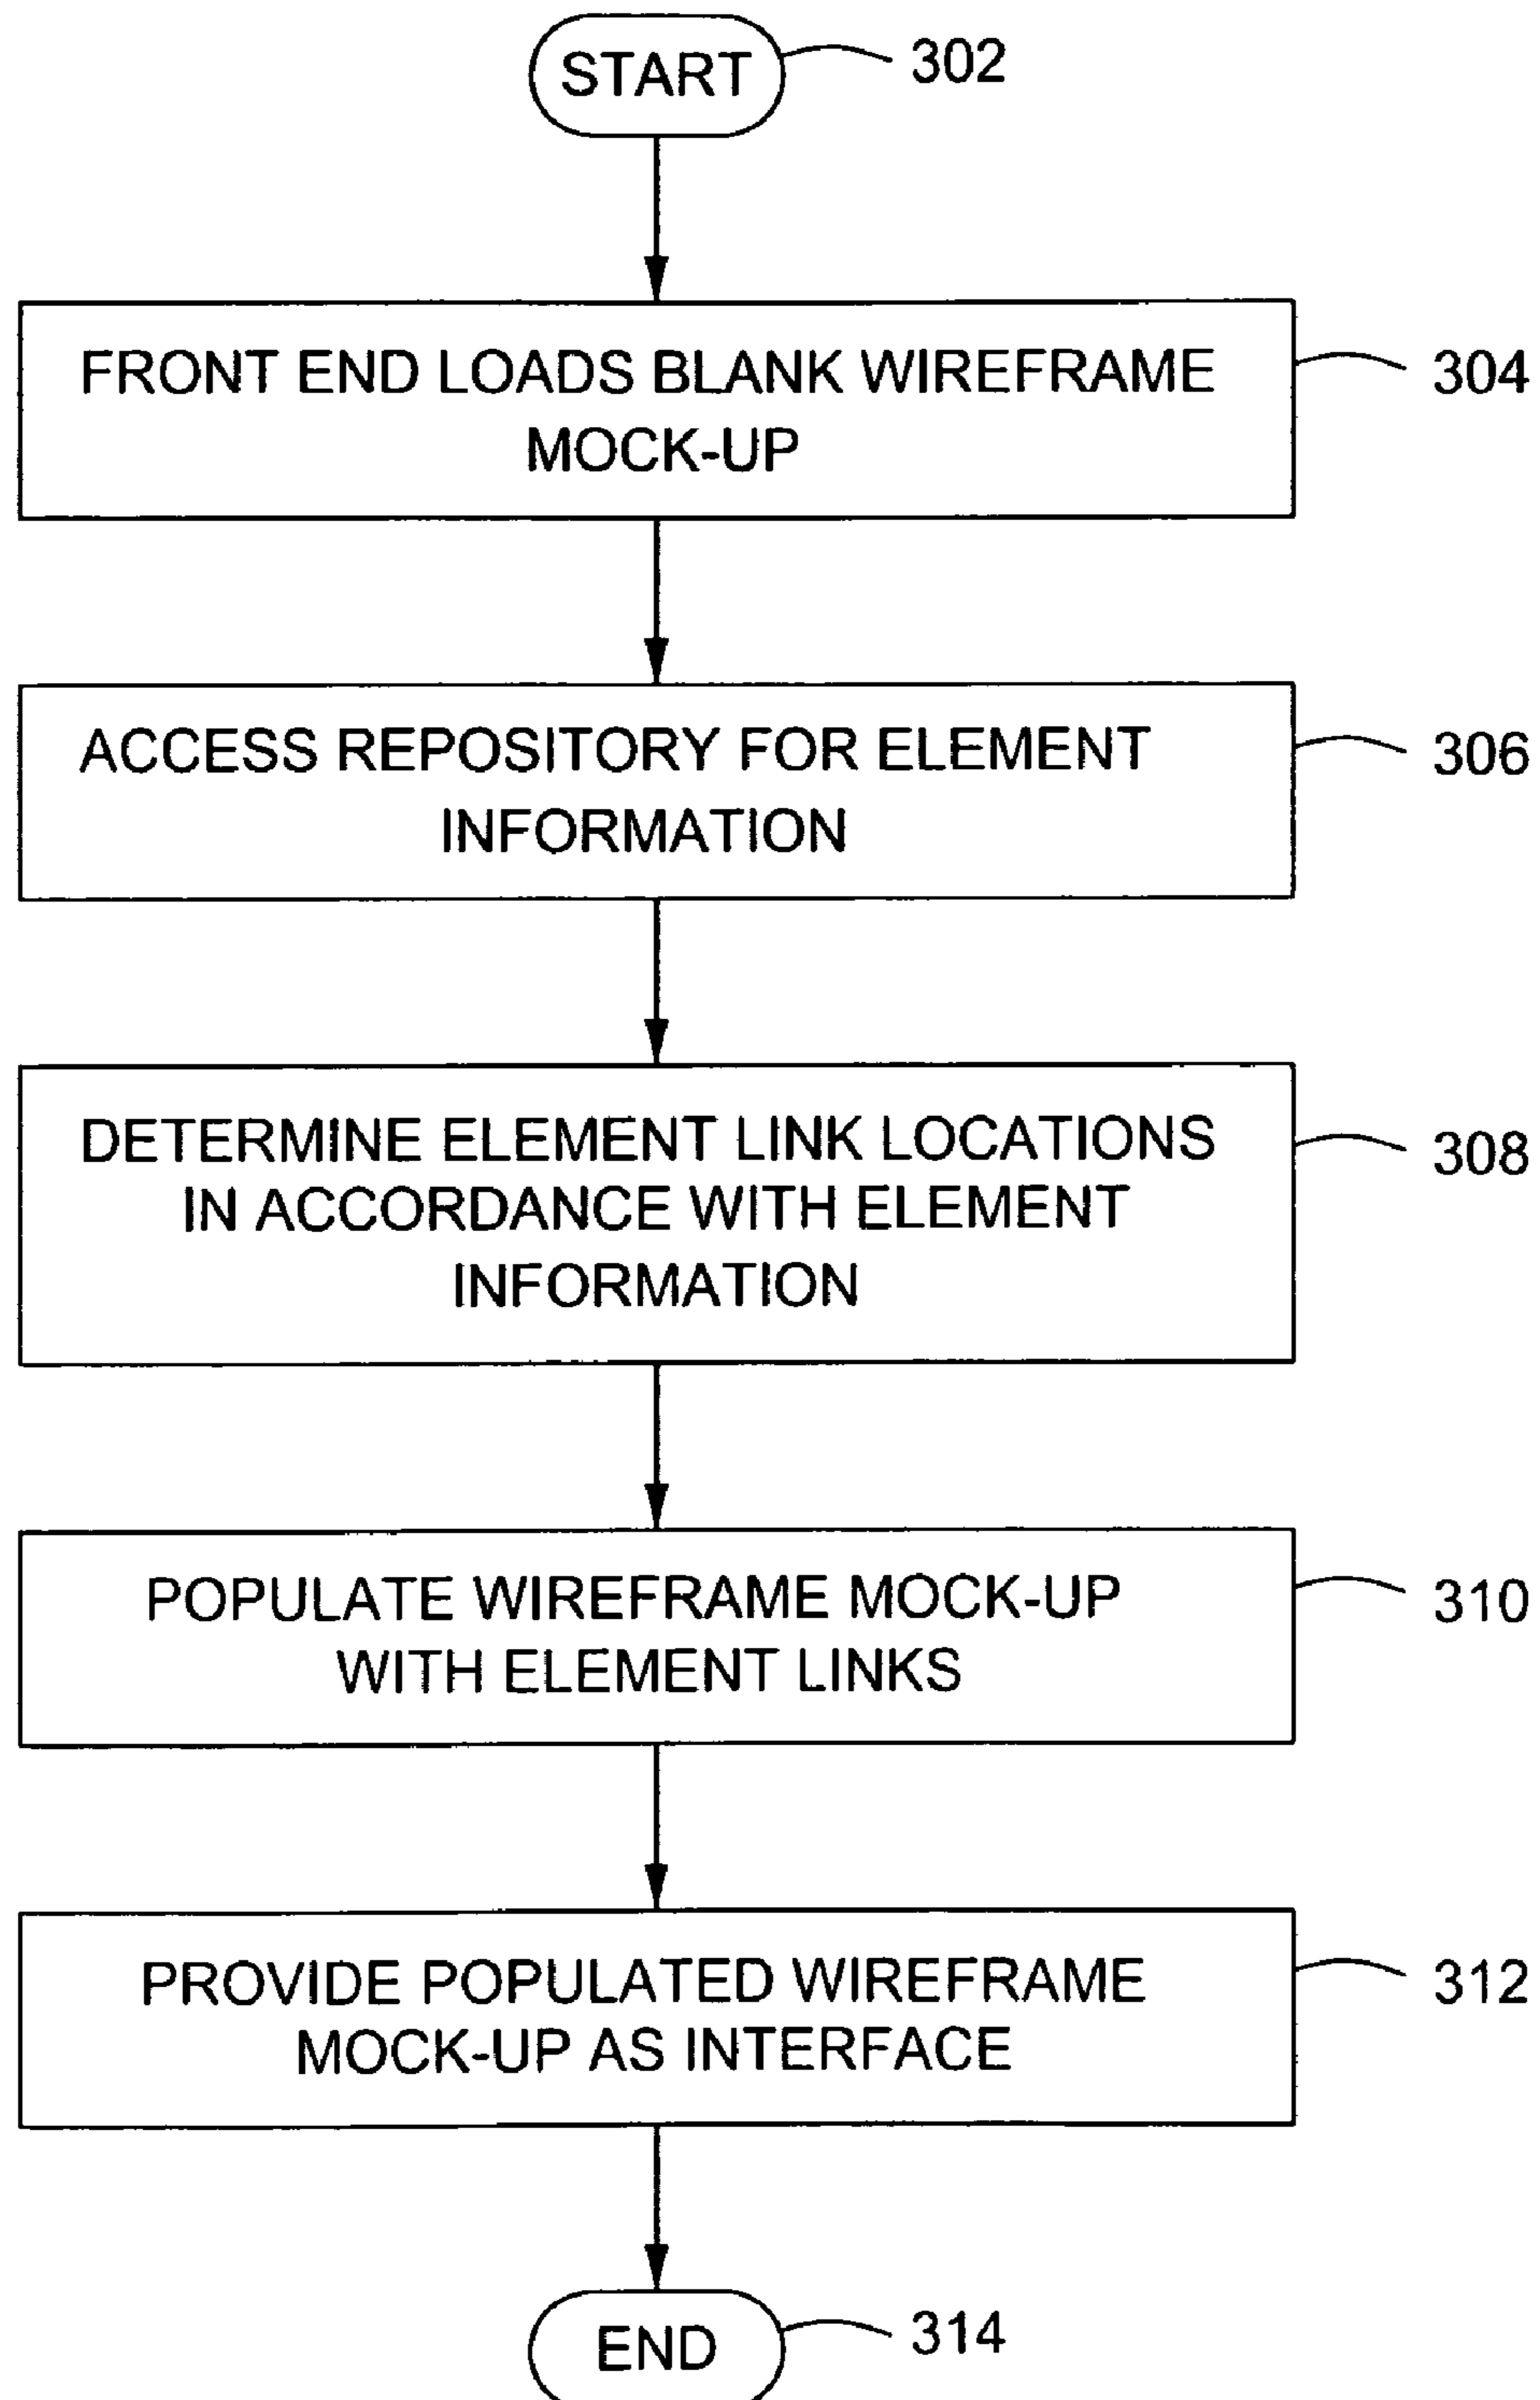 START
302
FRONT END LOADS BLANK WIREFRAME
MOCK-UP
304
ACCESS REPOSITORY FOR ELEMENT
INFORMATION
306
DETERMINE ELEMENT LINK LOCATIONS
IN ACCORDANCE WITH ELEMENT
INFORMATION
308
POPULATE WIREFRAME MOCK-UP
WITH ELEMENT LINKS
310
PROVIDE POPULATED WIREFRAME
MOCK-UP AS INTERFACE
312
END
314